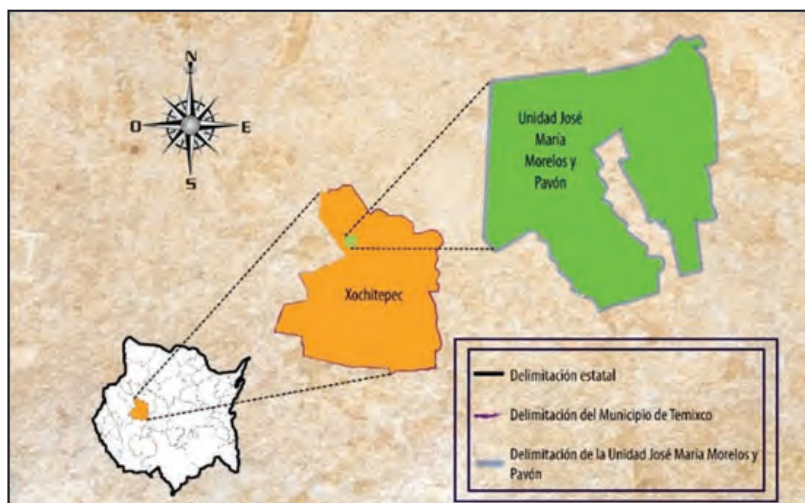 N
O
E
S
Unidad José
María
Morelos y
Pavón
Xochitepec
Delimitación estatal
Delimitación del Municipio de Temixco
Delimitación de la Unidad José María Morelos y
Pavón